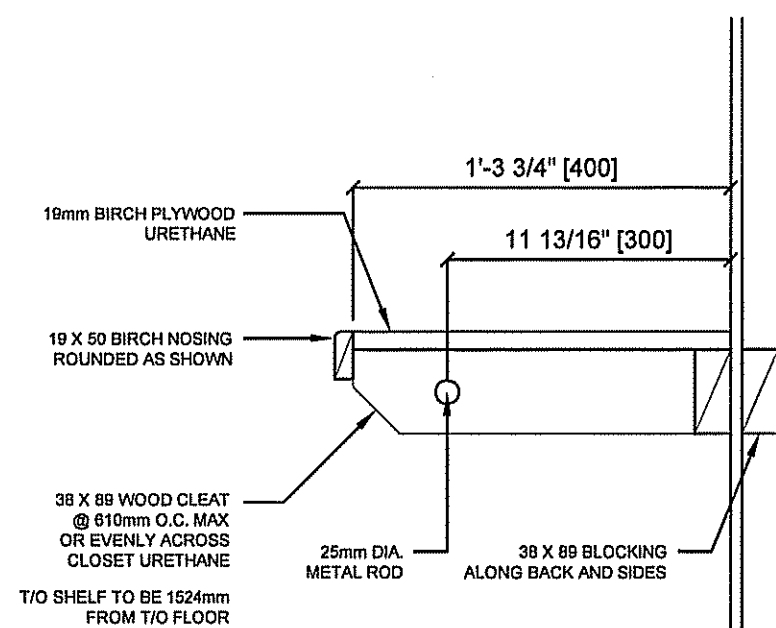 1'-3 3/4" [400]
19mm BIRCH PLYWOOD
URETHANE
11 13/16" [300]
19 X 50 BIRCH NOSING
ROUNDED AS SHOWN
38 X 89 WOOD CLEAT
@ 610mm O.C. MAX
OR EVENLY ACROSS
CLOSET URETHANE
25mm DIA.
METAL ROD
38 X 89 BLOCKING
ALONG BACK AND SIDES
T/O SHELF TO BE 1524mm
FROM T/O FLOOR